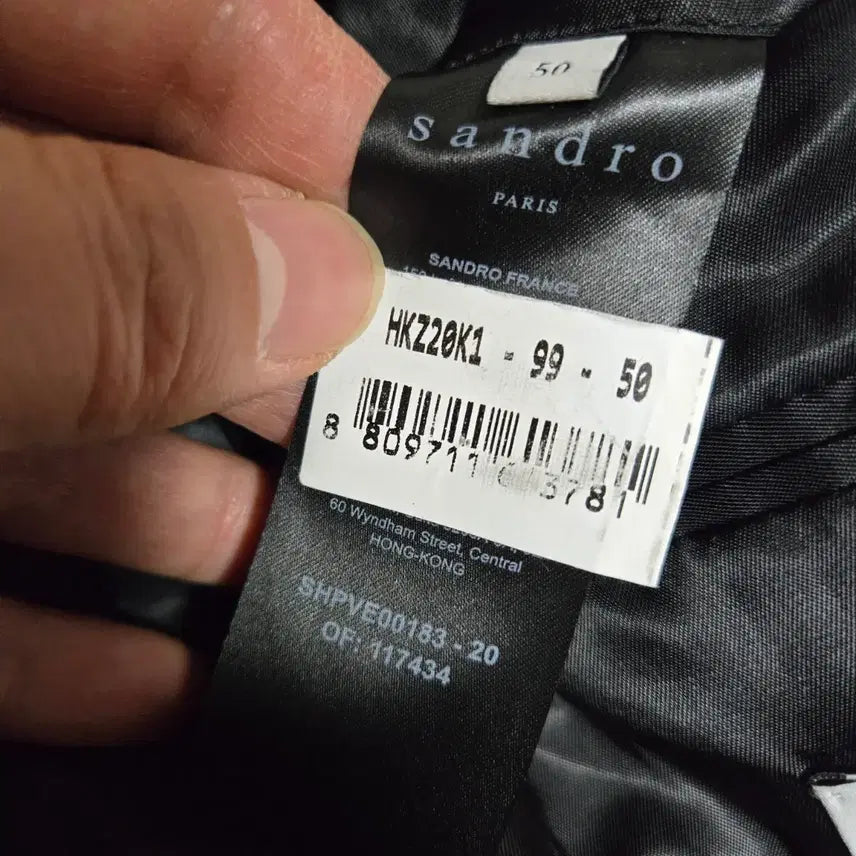 50
sandro
PARIS
SANDRO FRANCE
HKZ20K1 - 99 - 50
8 809711 3781
60 Wyndham Street, Central
HONG-KONG
SHPVE00183 - 20
OF: 117434